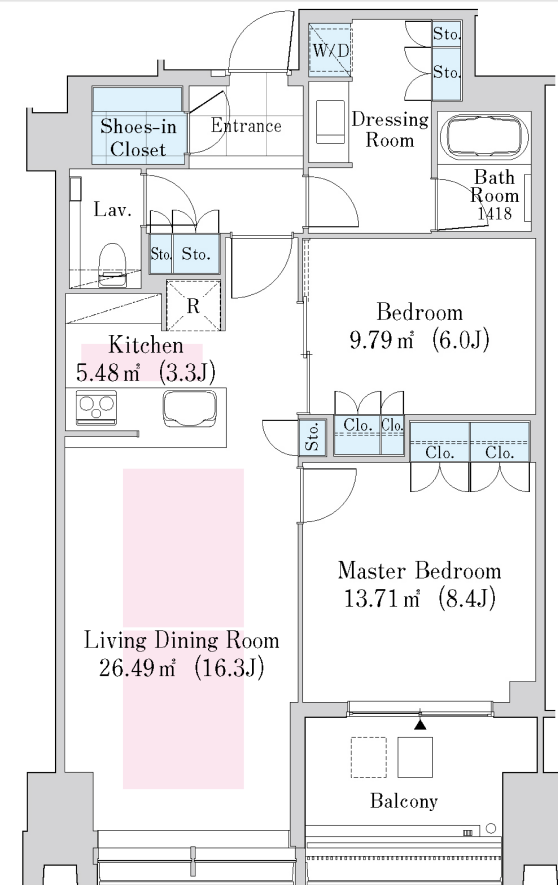 W/D
Sto.
Sto.
Shoes-in
Closet
Entrance
Dressing
Room
Bath
Room
1418
Lav.
Sto.
Sto.
R
Bedroom
9.79㎡ (6.0J)
Kitchen
5.48㎡ (3.3J)
Sto.
Clo.
Clo.
Clo.
Clo.
Master Bedroom
13.71㎡ (8.4J)
Living Dining Room
26.49㎡ (16.3J)
Balcony